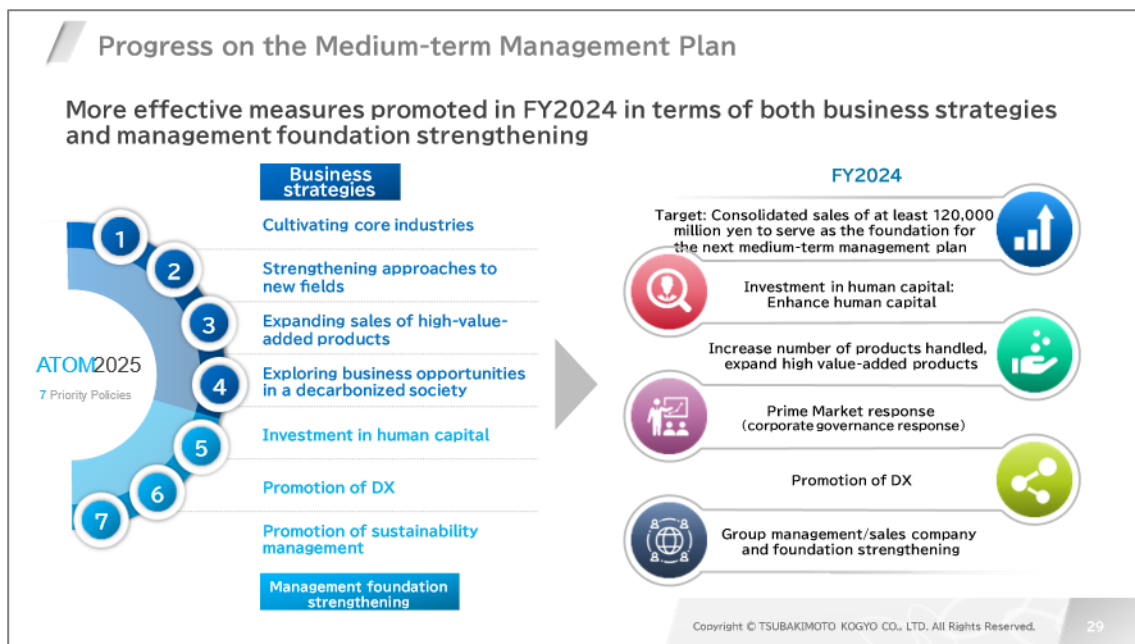 Progress on the Medium-term Management Plan
More effective measures promoted in FY2024 in terms of both business strategies
and management foundation strengthening
Business
strategies
ATOM2025
7 Priority Policies
1
Cultivating core industries
2
Strengthening approaches to
new fields
3
Expanding sales of high-value-
added products
4
Exploring business opportunities
in a decarbonized society
5
Investment in human capital
6
Promotion of DX
7
Promotion of sustainability
management
Management foundation
strengthening
FY2024
Target: Consolidated sales of at least 120,000
million yen to serve as the foundation for
the next medium-term management plan
Investment in human capital:
Enhance human capital
Increase number of products handled,
expand high value-added products
Prime Market response
(corporate governance response)
Promotion of DX
Group management/sales company
and foundation strengthening
Copyright © TSUBAKIMOTO KOGYO CO., LTD. All Rights Reserved.
29